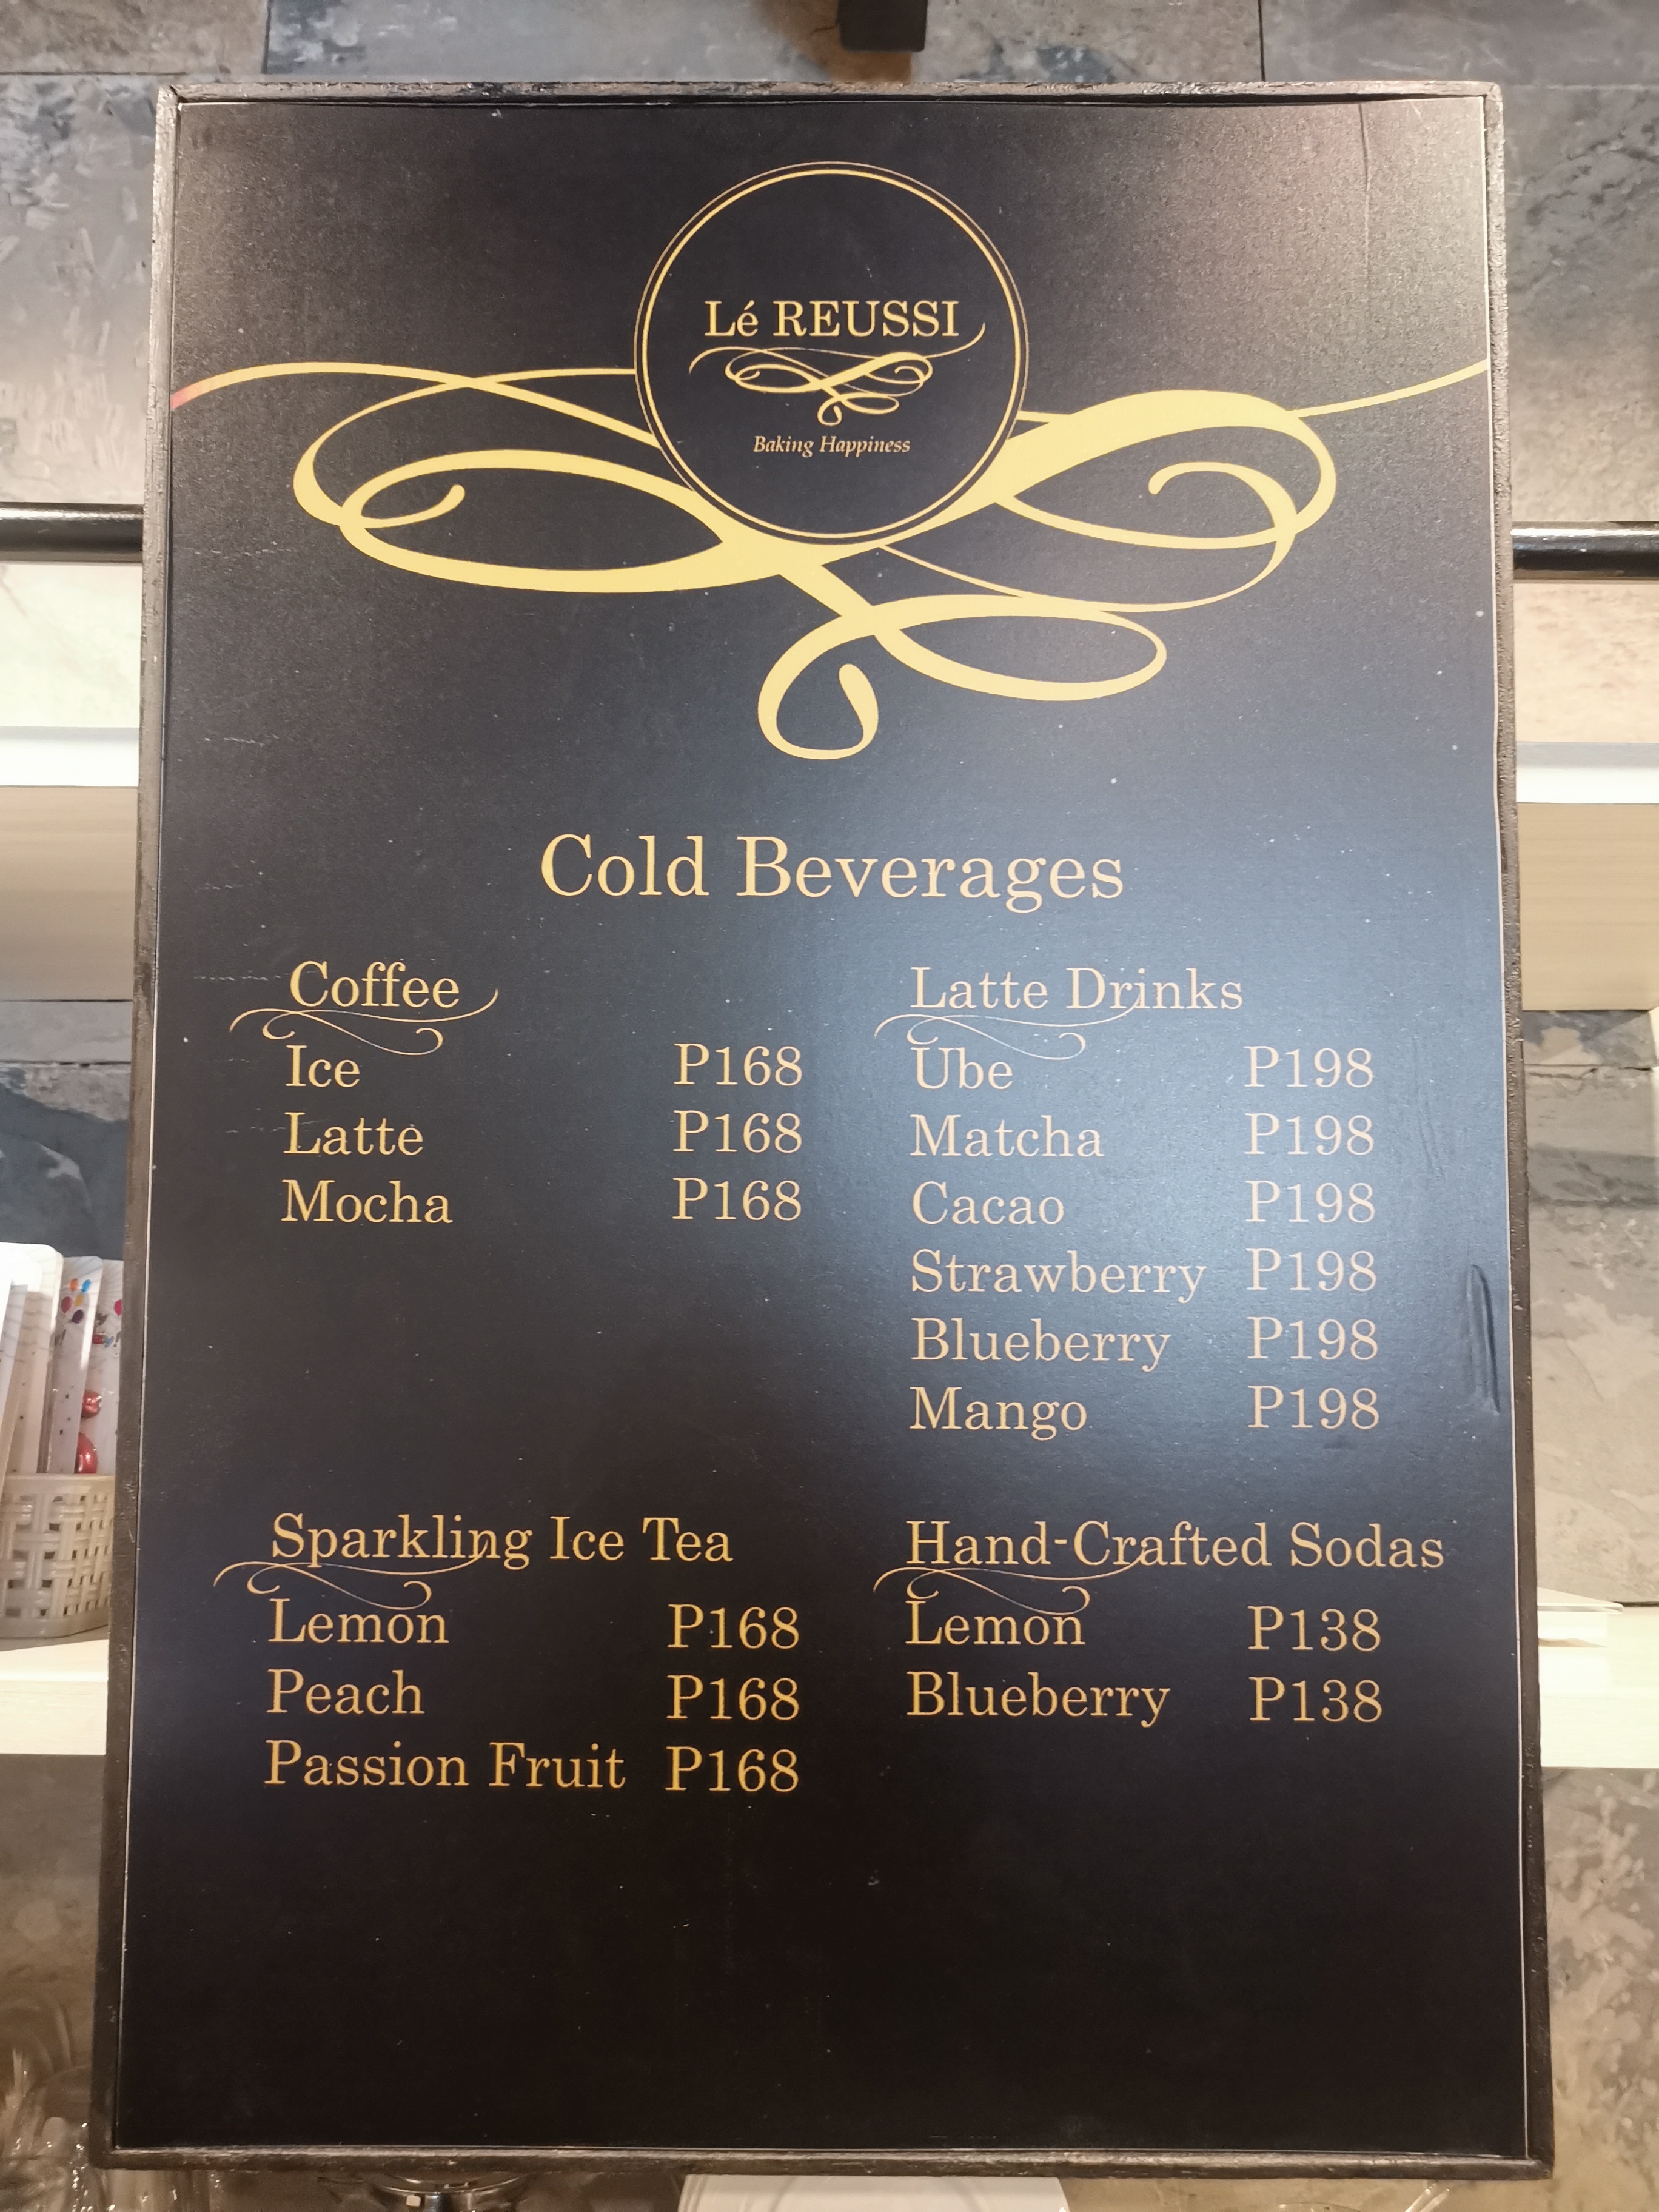 Lé REUSSI
Baking Happiness
Cold Beverages
Coffee
Ice P168
Latte P168
Mocha P168
Latte Drinks
Ube P198
Matcha P198
Cacao P198
Strawberry P198
Blueberry P198
Mango P198
Sparkling Ice Tea
Lemon P168
Peach P168
Passion Fruit P168
Hand-Crafted Sodas
Lemon P138
Blueberry P138